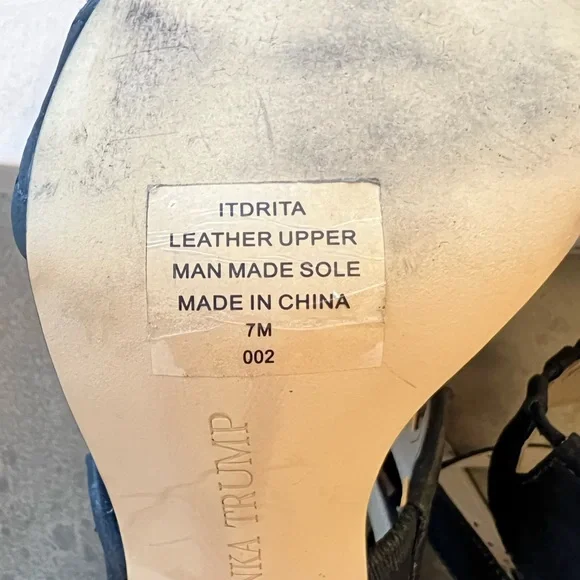 ITDRITA
LEATHER UPPER
MAN MADE SOLE
MADE IN CHINA
7M
002
NKA TRUMP